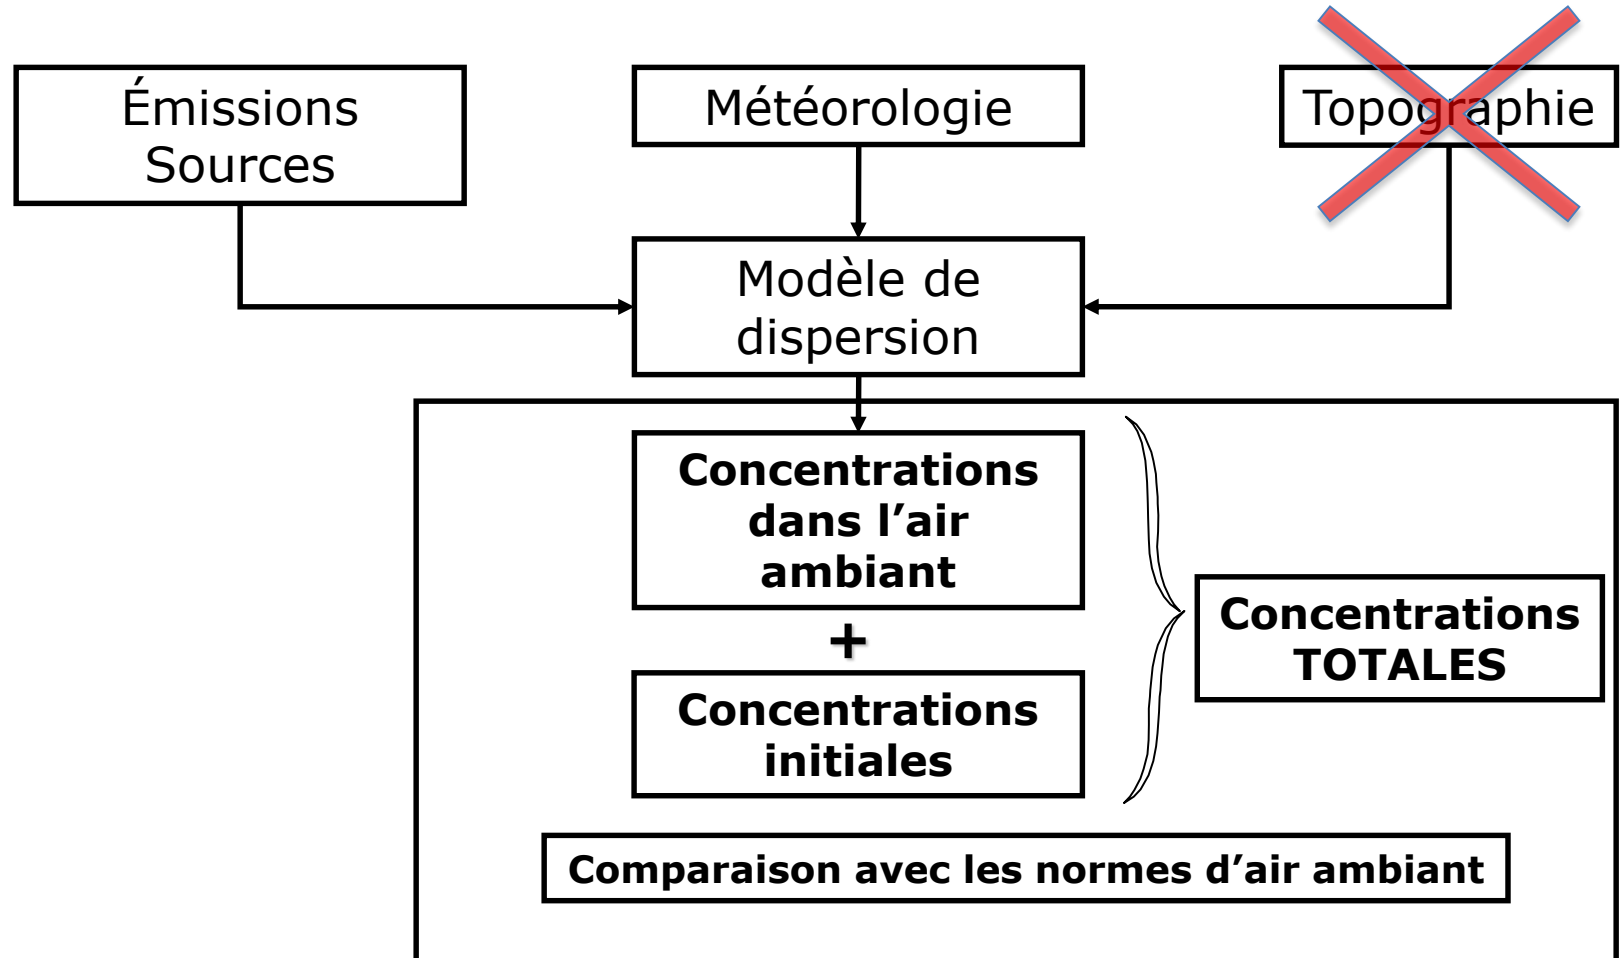 Émissions
Sources
Météorologie
Topographie
Modèle de
dispersion
Concentrations
dans l’air
ambiant
+
Concentrations
initiales
Concentrations
TOTALES
Comparaison avec les normes d’air ambiant